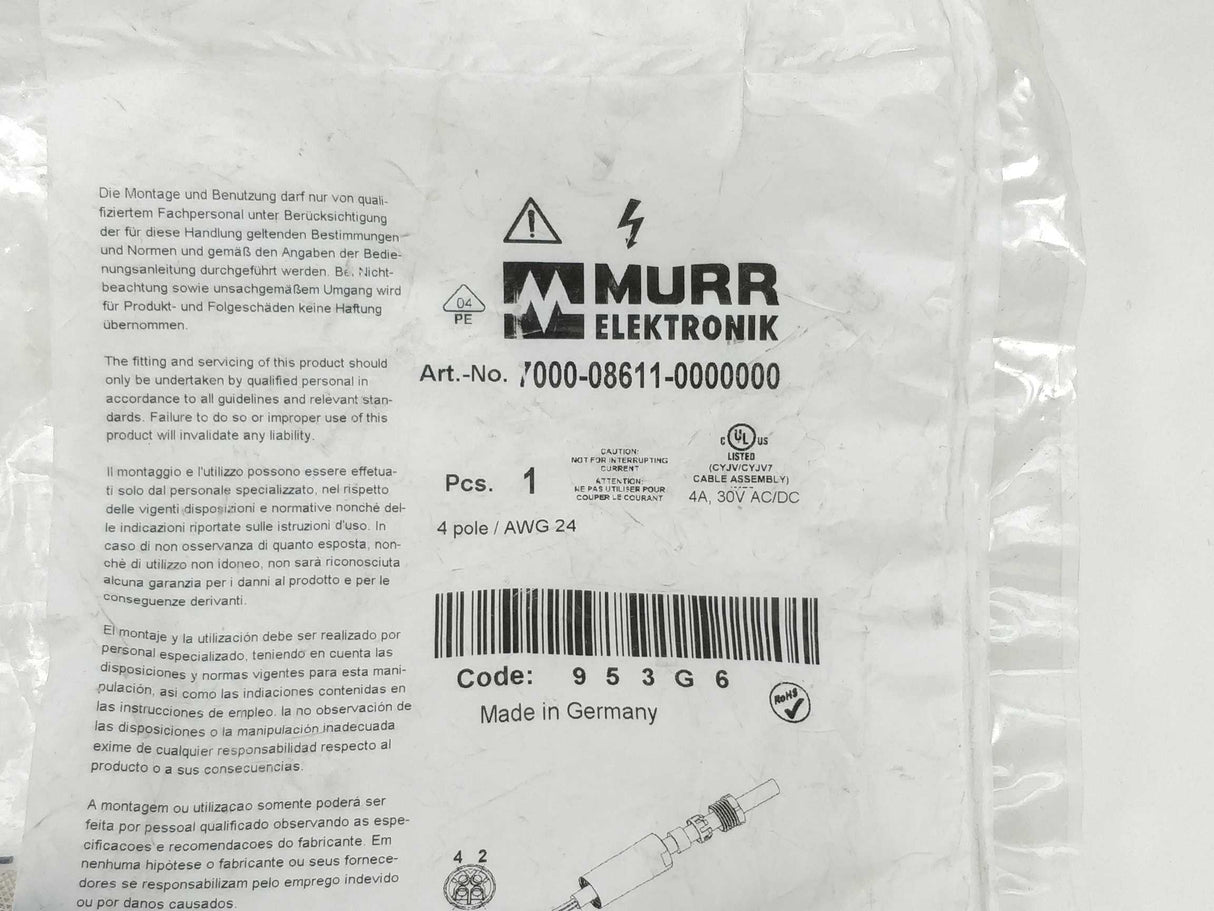 Die Montage und Benutzung darf nur von quali-
fiziertem Fachpersonal unter Berücksichtigung
der für diese Handlung geltenden Bestimmungen
und Normen und gemäß den Angaben der Bedie-
nungsanleitung durchgeführt werden. Bei Nicht-
beachtung sowie unsachgemäßem Umgang wird
für Produkt- und Folgeschäden keine Haftung
übernommen.
The fitting and servicing of this product should
only be undertaken by qualified personal in
accordance to all guidelines and relevant stan-
dards. Failure to do so or improper use of this
product will invalidate any liability.
Il montaggio e l'utilizzo possono essere effetua-
ti solo dal personale specializzato, nel rispetto
delle vigenti disposizioni e normative nonché del-
le indicazioni riportate sulle istruzioni d'uso. In
caso di non osservanza di quanto esposta, non-
chè di utilizzo non idoneo, non sarà riconosciuta
alcuna garanzia per i danni al prodotto e per le
conseguenze derivanti.
El montaje y la utilización debe ser realizado por
personal especializado, teniendo en cuenta las
disposiciones y normas vigentes para esta mani-
pulación, asi como las indiaciones contenidas en
las instrucciones de empleo. la no observación de
las disposiciones o la manipulación inadecuada
exime de cualquier responsabilidad respecto al
producto o a sus consecuencias.
A montagem ou utilizacao somente poderá ser
feita por pessoal qualificado observando as espe-
cificacoes e recomendacoes do fabricante. Em
nenhuma hipòtese o fabricante ou seus fornece-
dores se responsabilizam pelo emprego indevido
ou por danos causados.
04
PE
MURR
ELEKTRONIK
Art.-No. 7000-08611-0000000
Pcs. 1
CAUTION:
NOT FOR INTERRUPTING
CURRENT
ATTENTION:
NE PAS UTILISER POUR
COUPER LE COURANT
c UL us
LISTED
(CYJV/CYJV7
CABLE ASSEMBLY)
4A, 30V AC/DC
4 pole / AWG 24
Code: 953G6
Made in Germany
RoHS
4 2